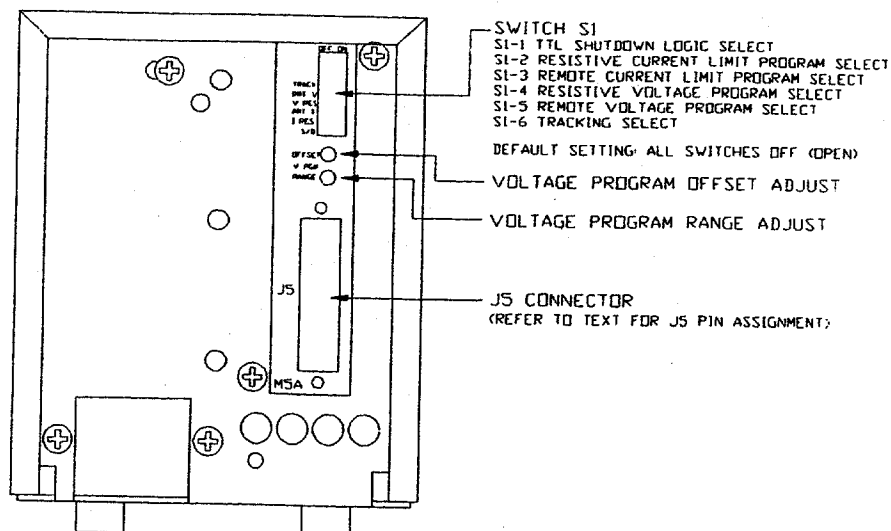 SWITCH S1
S1-1 TTL SHUTDOWN LOGIC SELECT
S1-2 RESISTIVE CURRENT LIMIT PROGRAM SELECT
S1-3 REMOTE CURRENT LIMIT PROGRAM SELECT
S1-4 RESISTIVE VOLTAGE PROGRAM SELECT
S1-5 REMOTE VOLTAGE PROGRAM SELECT
S1-6 TRACKING SELECT
DEFAULT SETTING: ALL SWITCHES OFF (OPEN)
VOLTAGE PROGRAM OFFSET ADJUST
VOLTAGE PROGRAM RANGE ADJUST
J5 CONNECTOR
(REFER TO TEXT FOR J5 PIN ASSIGNMENT)
OFF ON
TRACK
V RES
I RES
S/D
OFFSET
V PGM
RANGE
J5
M5A